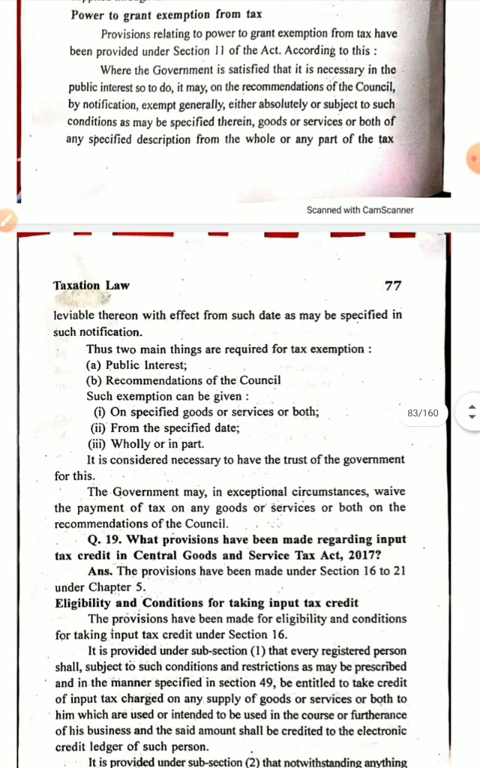 Power to grant exemption from tax
Provisions relating to power to grant exemption from tax have
been provided under Section 11 of the Act. According to this :
Where the Government is satisfied that it is necessary in the
public interest so to do, it may, on the recommendations of the Council,
by notification, exempt generally, either absolutely or subject to such
conditions as may be specified therein, goods or services or both of
any specified description from the whole or any part of the tax
Scanned with CamScanner
Taxation Law 77
leviable thereon with effect from such date as may be specified in
such notification.
Thus two main things are required for tax exemption :
(a) Public Interest;
(b) Recommendations of the Council
Such exemption can be given :
(i) On specified goods or services or both;
83/160
(ii) From the specified date;
(iii) Wholly or in part.
It is considered necessary to have the trust of the government
for this.
The Government may, in exceptional circumstances, waive
the payment of tax on any goods or services or both on the
recommendations of the Council.
Q. 19. What provisions have been made regarding input
tax credit in Central Goods and Service Tax Act, 2017?
Ans. The provisions have been made under Section 16 to 21
under Chapter 5.
Eligibility and Conditions for taking input tax credit
The provisions have been made for eligibility and conditions
for taking input tax credit under Section 16.
It is provided under sub-section (1) that every registered person
shall, subject to such conditions and restrictions as may be prescribed
and in the manner specified in section 49, be entitled to take credit
of input tax charged on any supply of goods or services or both to
him which are used or intended to be used in the course or furtherance
of his business and the said amount shall be credited to the electronic
credit ledger of such person.
It is provided under sub-section (2) that notwithstanding anything